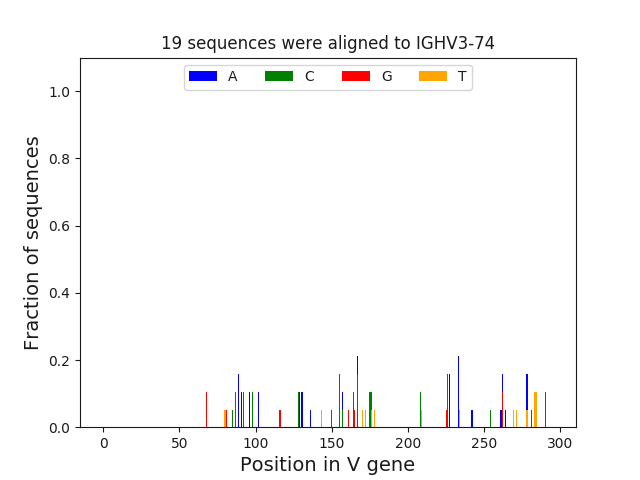 19 sequences were aligned to IGHV3-74
A C G T
1.0
0.8
0.6
0.4
0.2
0.0
Fraction of sequences
0 50 100 150 200 250 300
Position in V gene